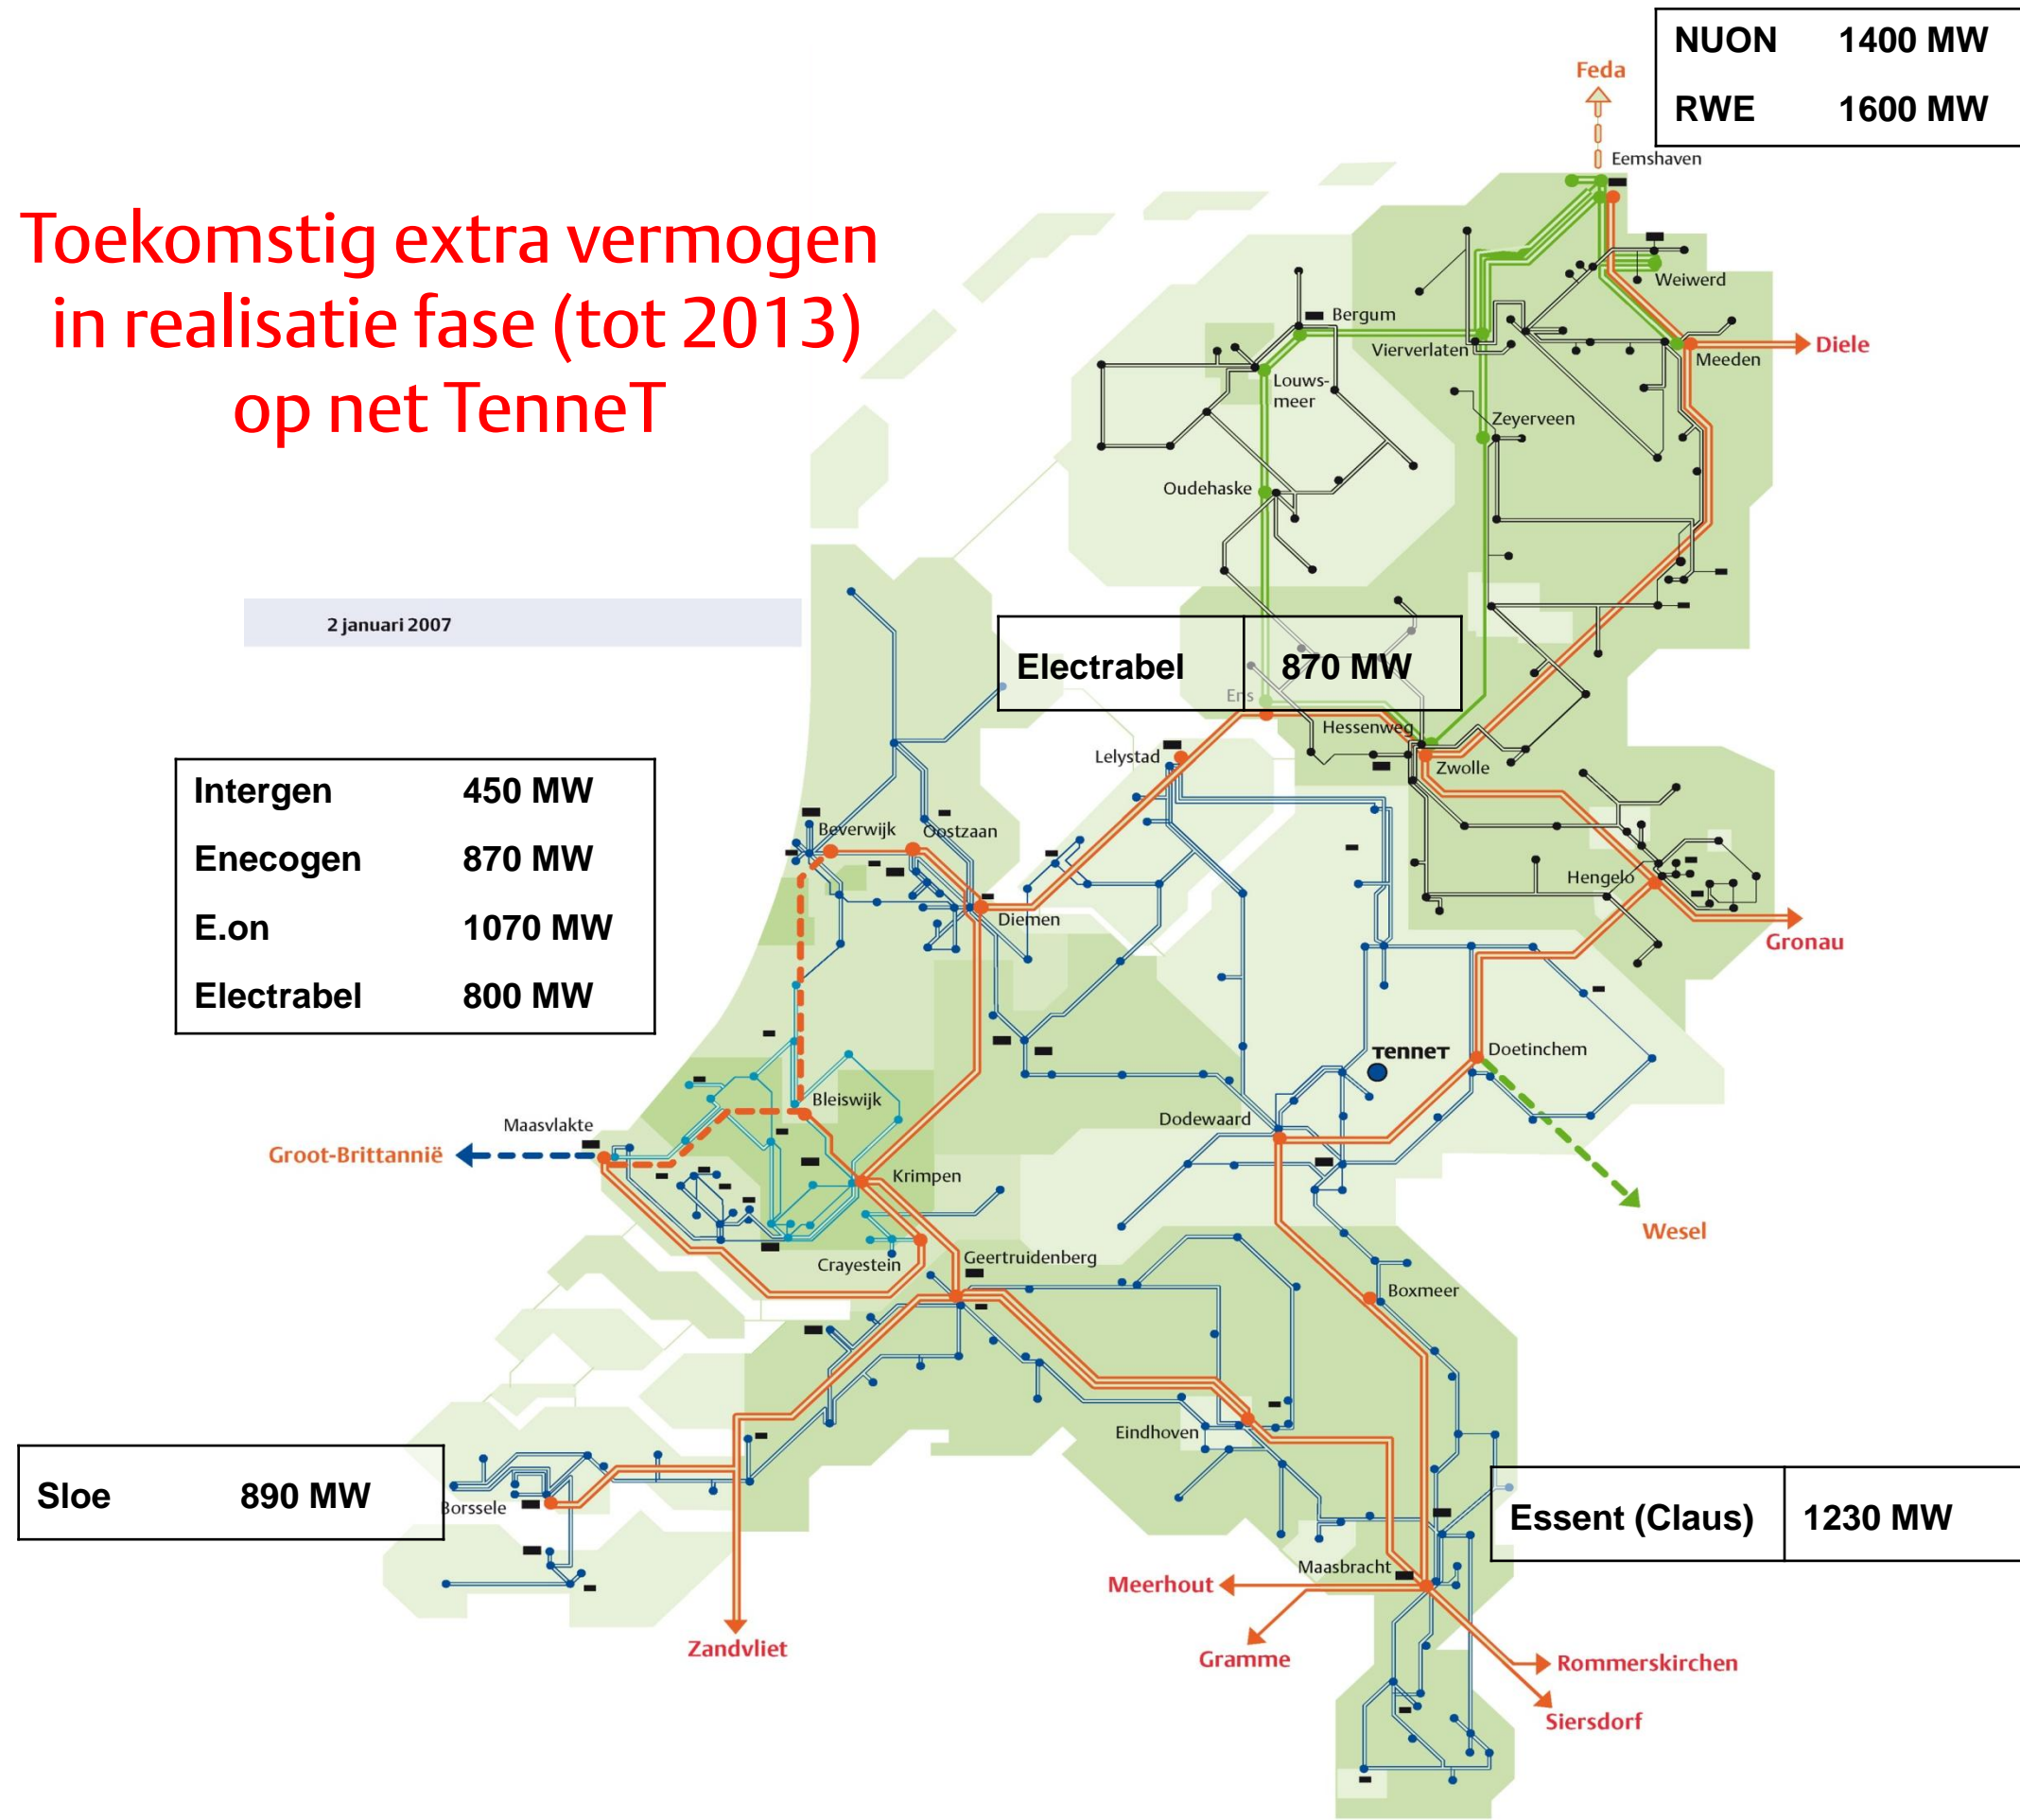 NUON 1400 MW
RWE 1600 MW
Feda
Eemshaven
Toekomstig extra vermogen
in realisatie fase (tot 2013)
op net TenneT
Weiwerd
Bergum
Vierverlaten
Meeden
Diele
Louws-
meer
Zeyerveen
Oudehaske
2 januari 2007
Electrabel 870 MW
Ens
Hessenweg
Lelystad
Zwolle
Intergen 450 MW
Enecogen 870 MW
E.on 1070 MW
Electrabel 800 MW
Beverwijk
Oostzaan
Hengelo
Diemen
Gronau
TenneT
Doetinchem
Bleiswijk
Dodewaard
Maasvlakte
Groot-Brittannië
Krimpen
Wesel
Crayestein
Geertruidenberg
Boxmeer
Eindhoven
Sloe 890 MW
Borssele
Essent (Claus) 1230 MW
Maasbracht
Meerhout
Zandvliet
Gramme
Rommerskirchen
Siersdorf